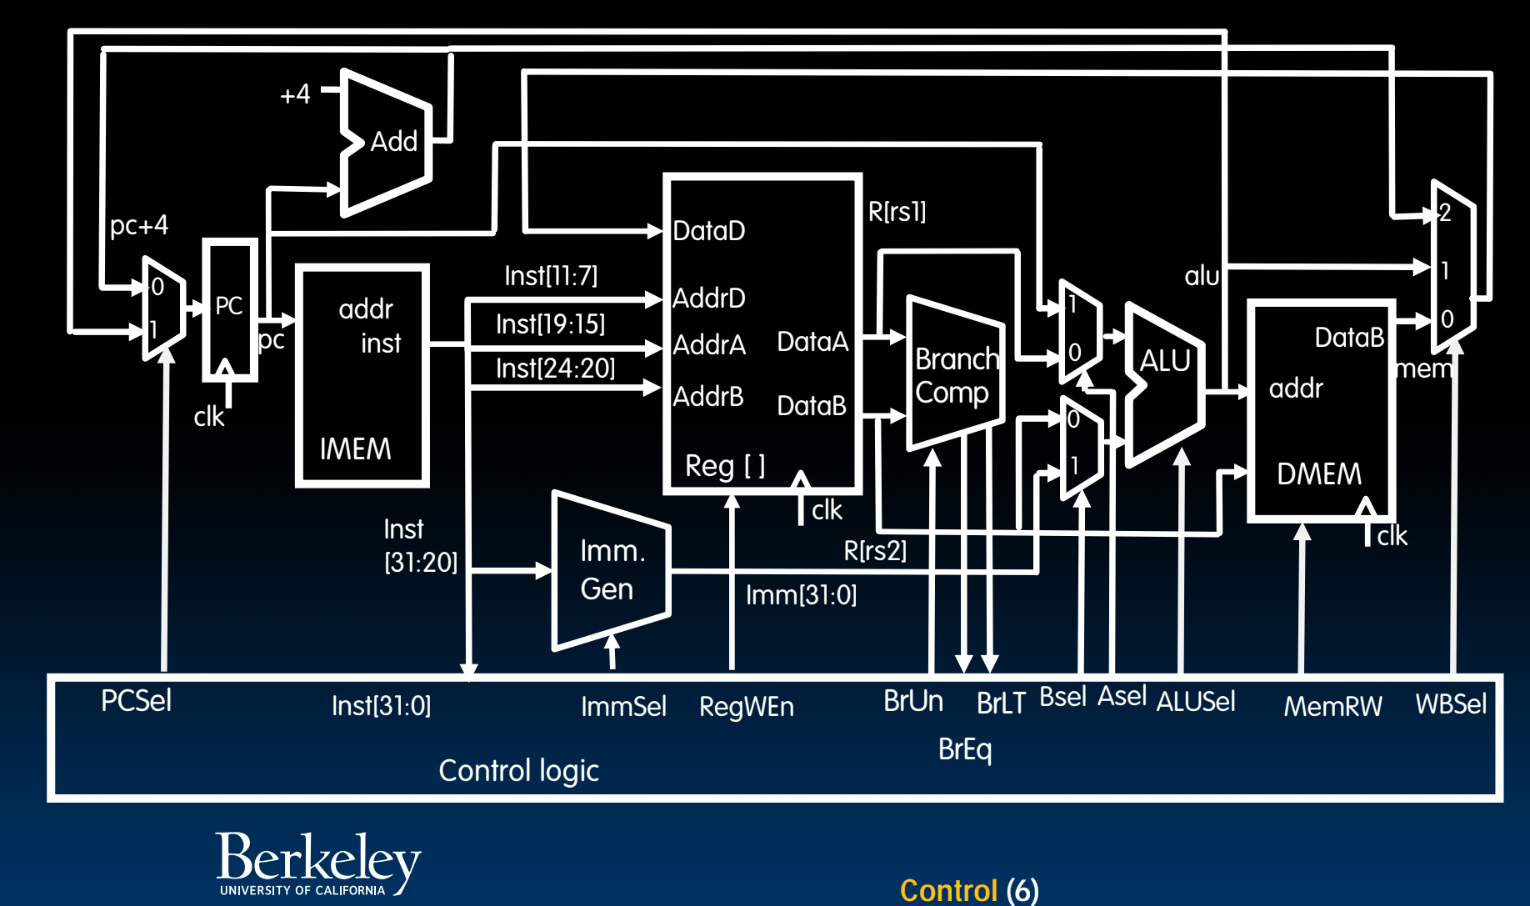 +4
Add
pc+4
0
1
PC
clk
pc
addr
inst
IMEM
Inst[11:7]
Inst[19:15]
Inst[24:20]
Inst
[31:20]
DataD
AddrD
AddrA
AddrB
DataA
DataB
Reg [ ]
clk
Imm.
Gen
R[rs1]
R[rs2]
Imm[31:0]
Branch
Comp
1
0
0
1
ALU
alu
DataB
addr
DMEM
clk
mem
2
1
0
PCSel
Inst[31:0]
ImmSel
RegWEn
BrUn
BrEq
BrLT
Bsel
Asel
ALUSel
MemRW
WBSel
Control logic
Berkeley
UNIVERSITY OF CALIFORNIA
Control (6)